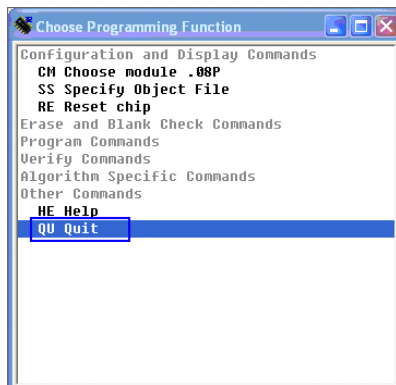 Choose Programming Function
Configuration and Display Commands
CM Choose module .08P
SS Specify Object File
RE Reset chip
Erase and Blank Check Commands
Program Commands
Verify Commands
Algorithm Specific Commands
Other Commands
HE Help
QU Quit